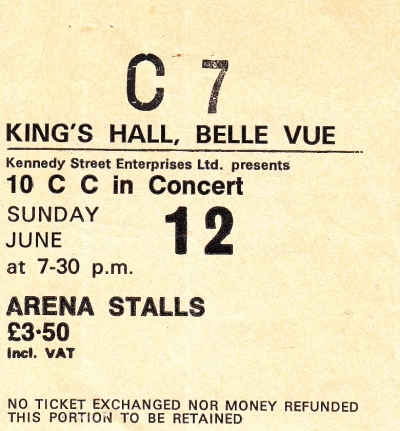 C 7
KING'S HALL, BELLE VUE
Kennedy Street Enterprises Ltd. presents
10 C C in Concert
SUNDAY
JUNE 12
at 7-30 p.m.
ARENA STALLS
£3·50
Incl. VAT
NO TICKET EXCHANGED NOR MONEY REFUNDED
THIS PORTION TO BE RETAINED